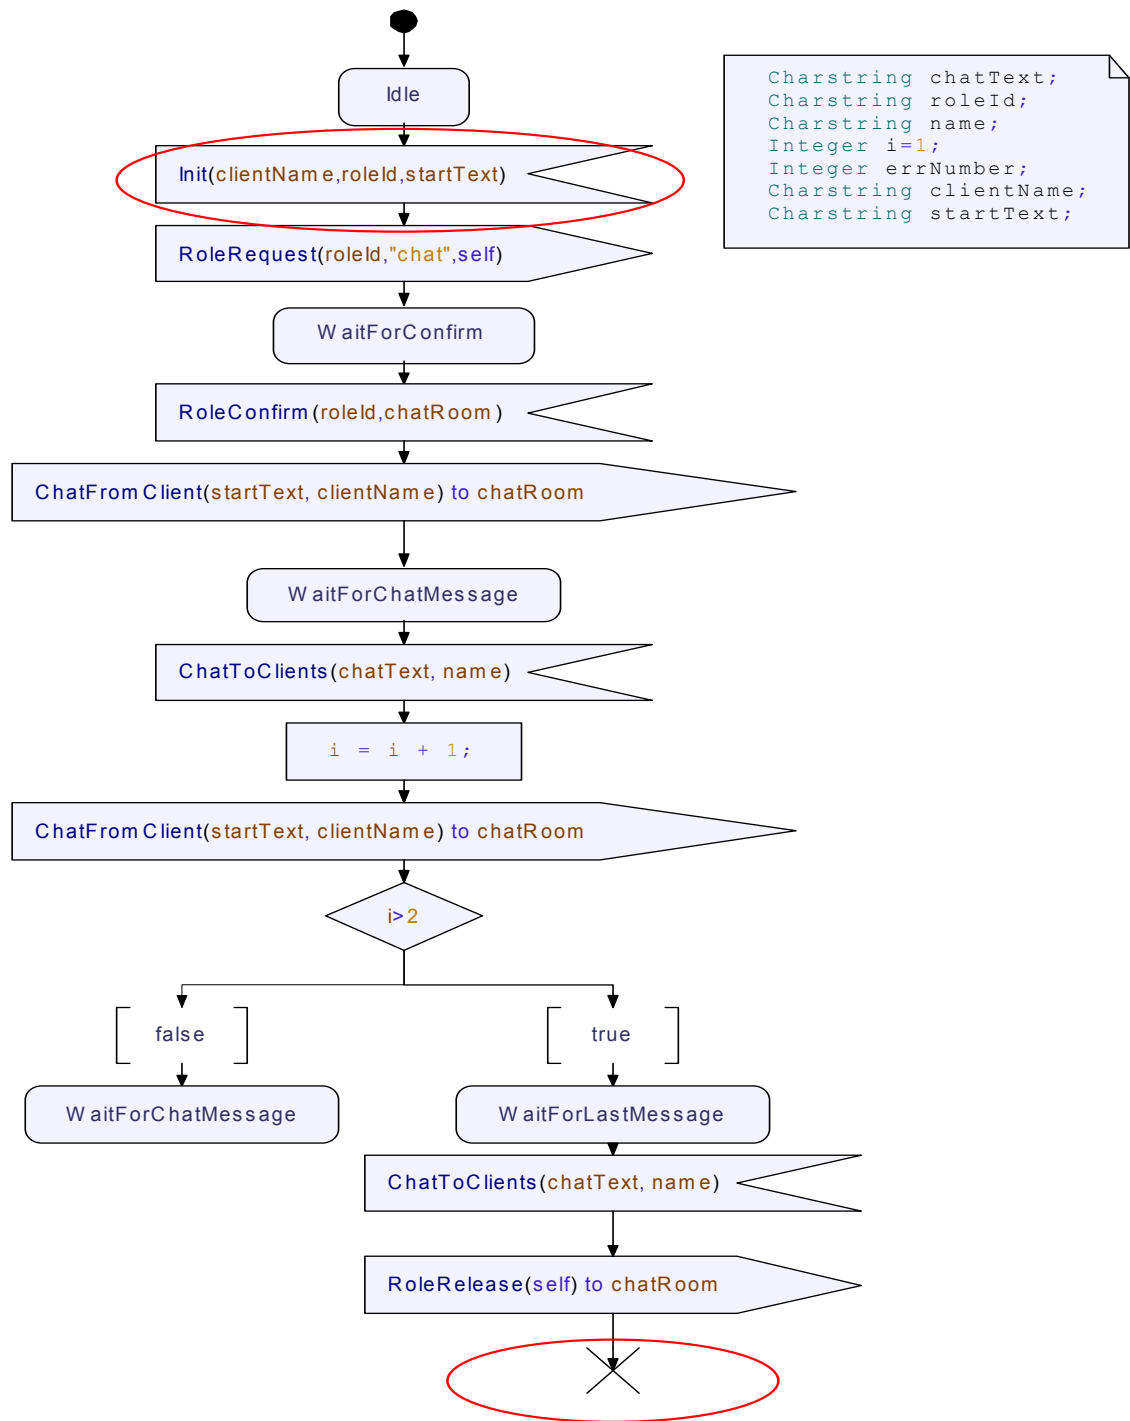 Idle
Charstring chatText;
Charstring roleId;
Charstring name;
Integer i=1;
Integer errNumber;
Charstring clientName;
Charstring startText;
Init(clientName,roleId,startText)
RoleRequest(roleId,"chat",self)
WaitForConfirm
RoleConfirm(roleId,chatRoom)
ChatFromClient(startText, clientName) to chatRoom
WaitForChatMessage
ChatToClients(chatText, name)
i = i + 1;
ChatFromClient(startText, clientName) to chatRoom
i>2
false
true
WaitForChatMessage
WaitForLastMessage
ChatToClients(chatText, name)
RoleRelease(self) to chatRoom